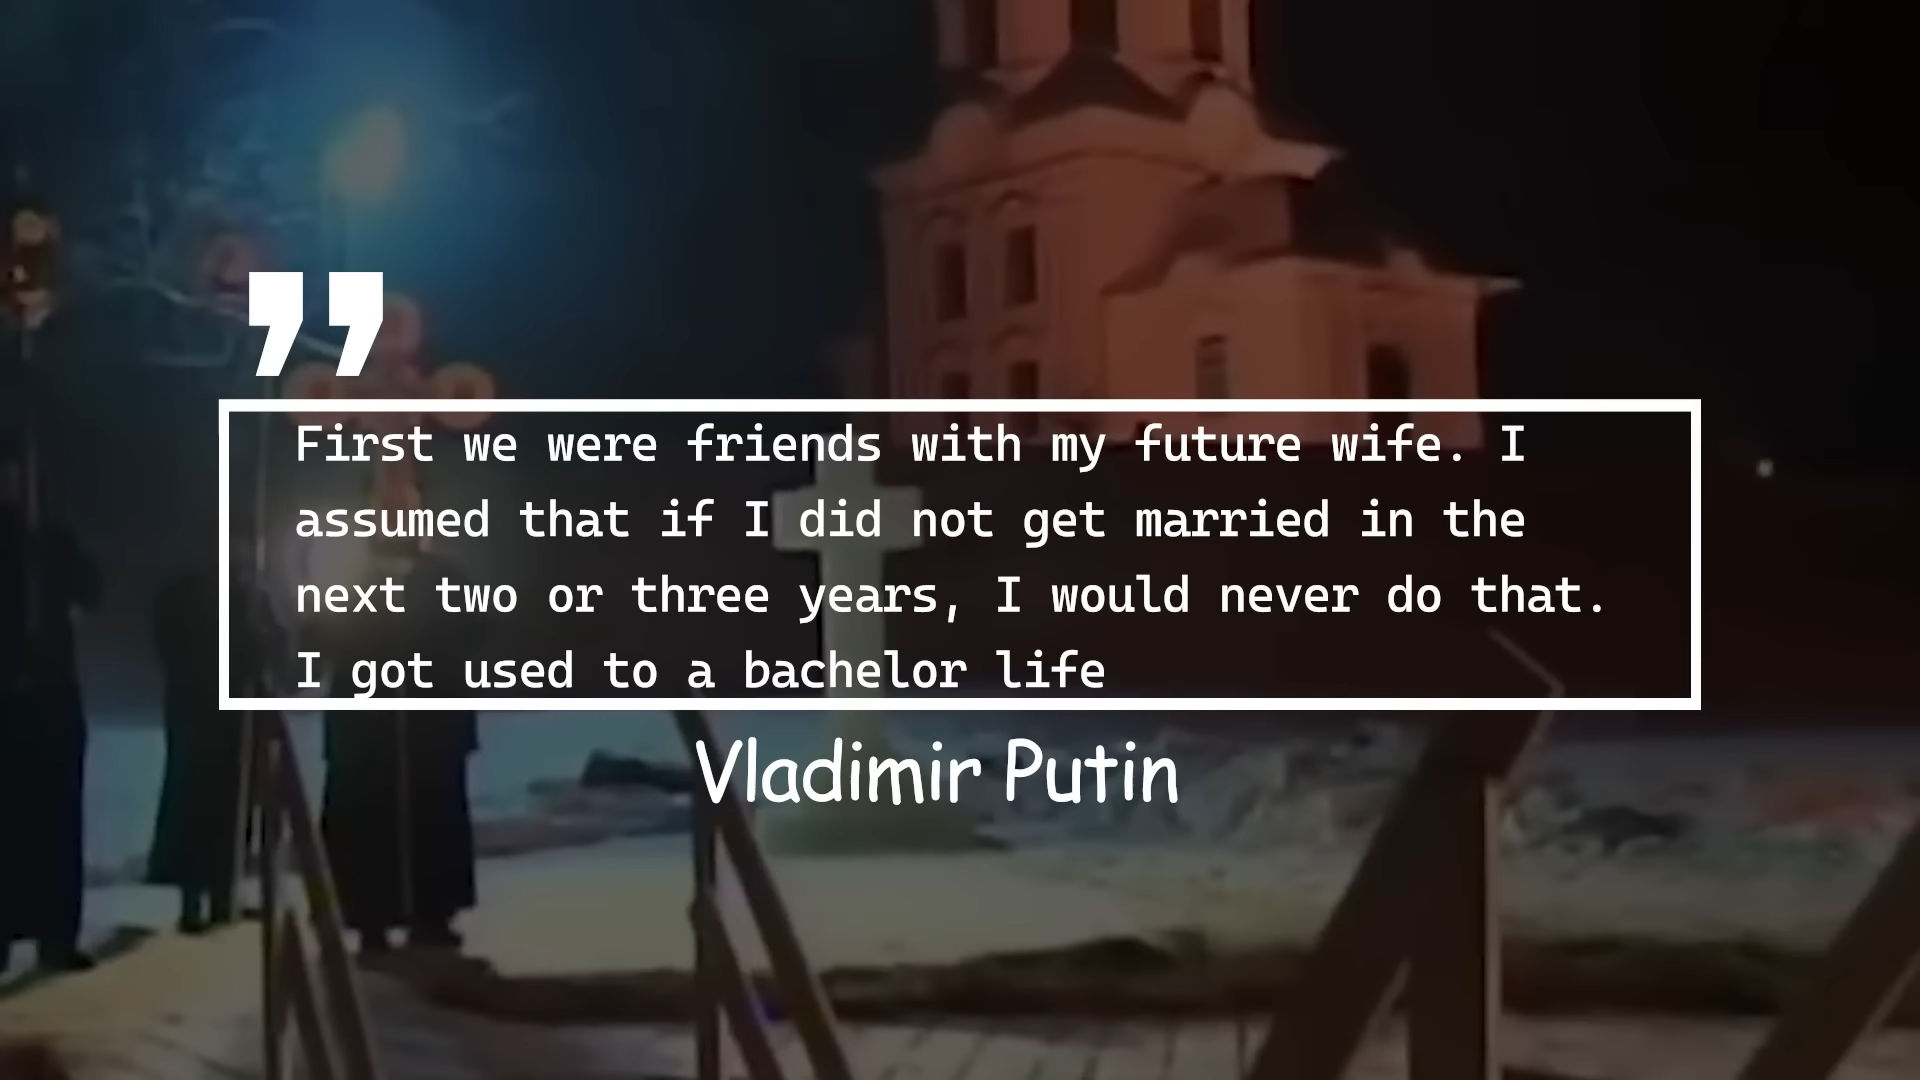 ”
First we were friends with my future wife. I
assumed that if I did not get married in the
next two or three years, I would never do that.
I got used to a bachelor life
Vladimir Putin